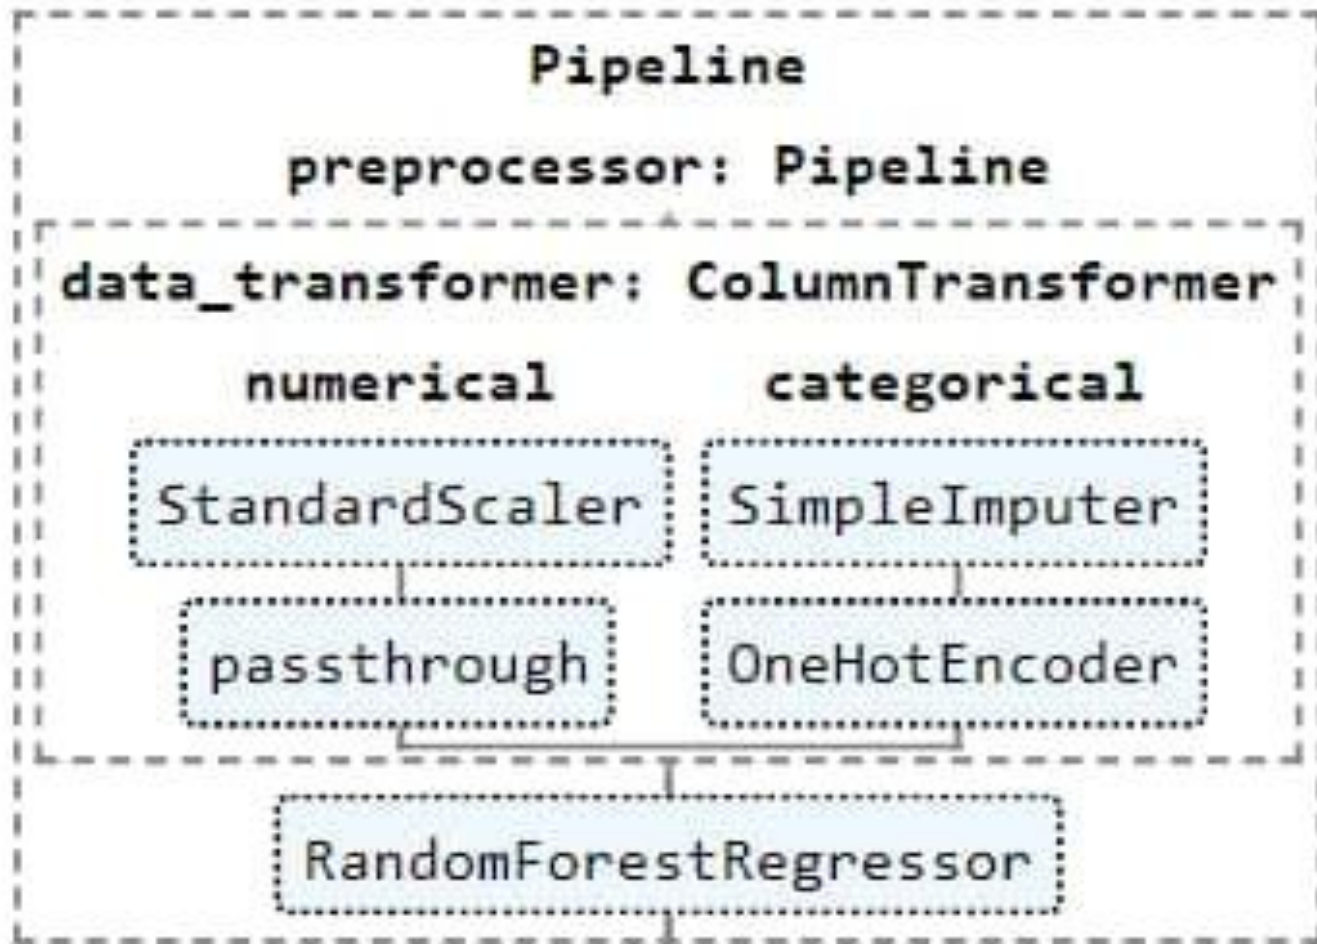 Pipeline
preprocessor: Pipeline
data_transformer: ColumnTransformer
numerical categorical
StandardScaler SimpleImputer
passthrough OneHotEncoder
RandomForestRegressor